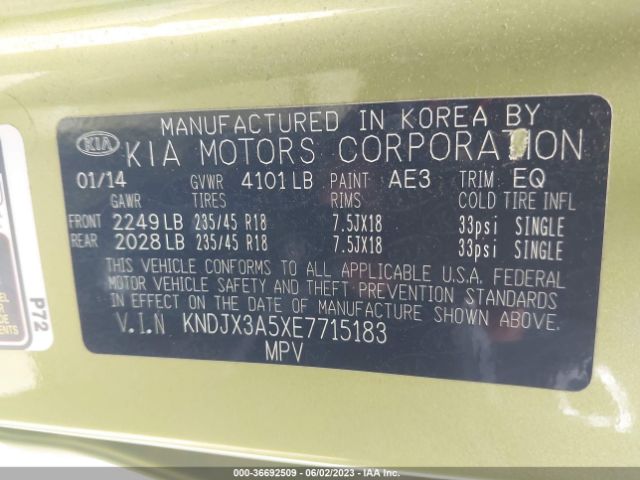 MANUFACTURED IN KOREA BY
KIA KIA MOTORS CORPORATION
01/14 GVWR 4101 LB PAINT AE3 TRIM EQ
GAWR TIRES RIMS COLD TIRE INFL
FRONT 2249 LB 235/45 R18 7.5JX18 33psi SINGLE
REAR 2028 LB 235/45 R18 7.5JX18 33psi SINGLE
THIS VEHICLE CONFORMS TO ALL APPLICABLE U.S.A. FEDERAL
MOTOR VEHICLE SAFETY AND THEFT PREVENTION STANDARDS
IN EFFECT ON THE DATE OF MANUFACTURE SHOWN ABOVE.
V.I.N KNDJX3A5XE7715183
MPV
P72
000-36692509 - 06/02/2023 - IAA Inc.